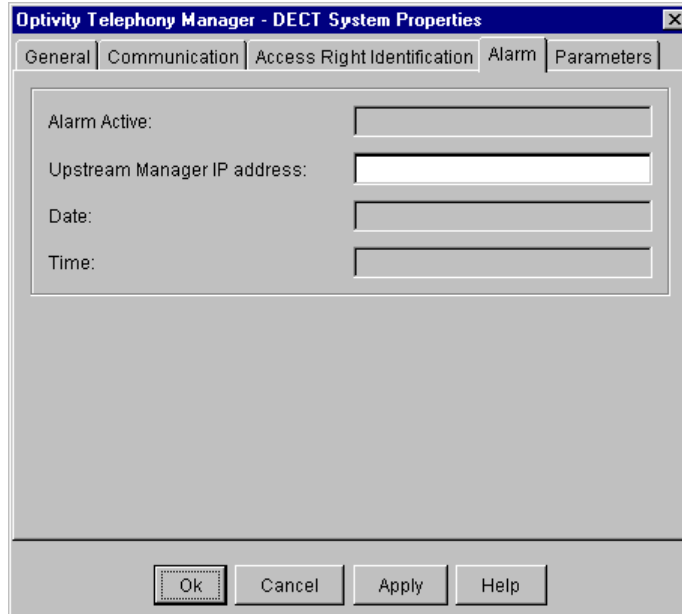 Optivity Telephony Manager - DECT System Properties
General Communication Access Right Identification Alarm Parameters
Alarm Active:
Upstream Manager IP address:
Date:
Time:
Ok Cancel Apply Help